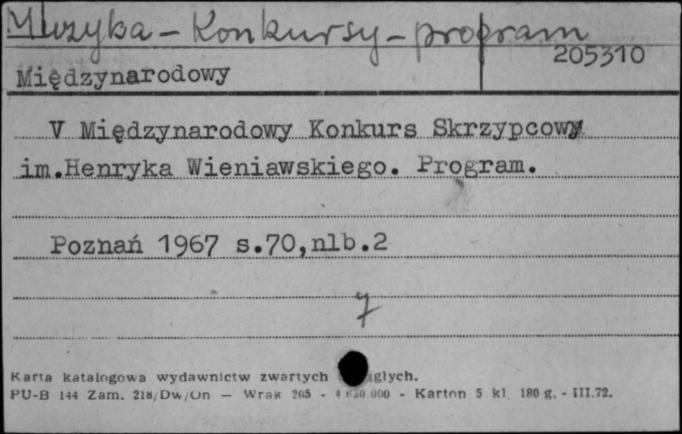 Muzyka - Konkursy - program
205310
Międzynarodowy
V Międzynarodowy Konkurs Skrzypcowy
im.Henryka Wieniawskiego. Program.
Poznań 1967 s.70,nlb.2
7
Karta katalogowa wydawnictw zwartych
PU-B 144 Zam. 218/Dw/On — Wrak 265 - - Karton 5 kl. 180 g. - III.72.